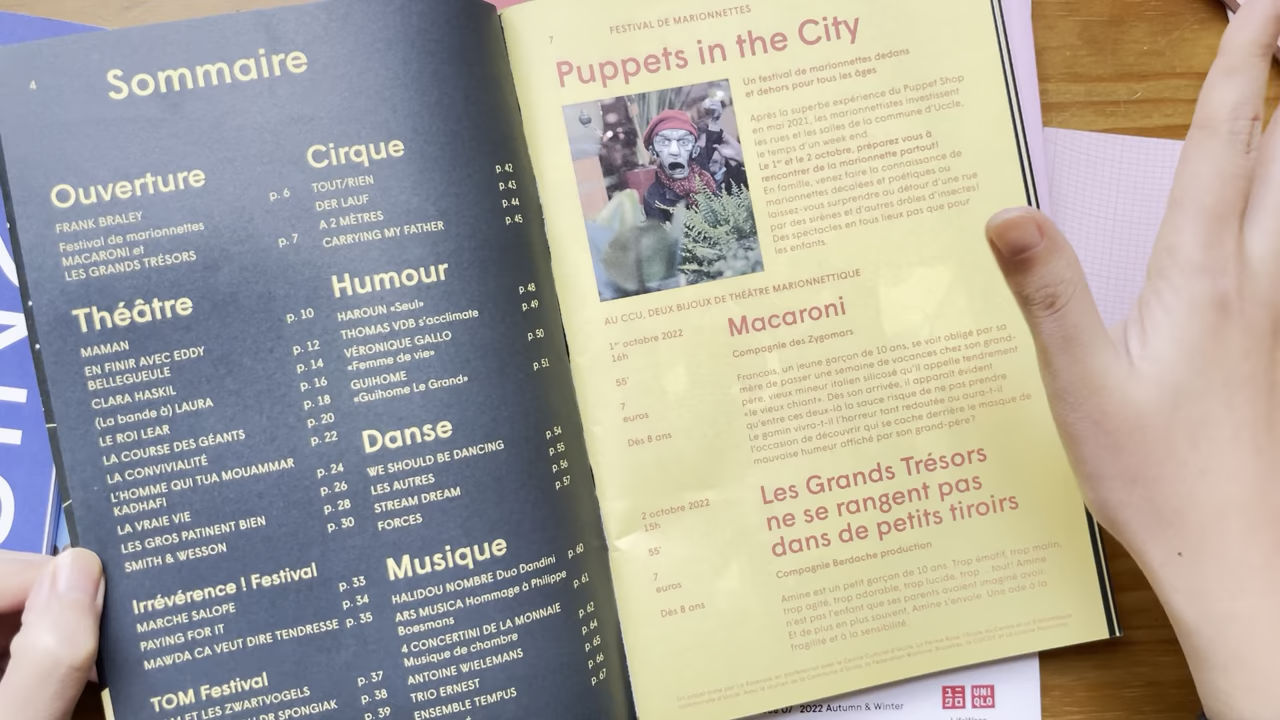 4
Sommaire
Ouverture
p. 6
FRANK BRALEY
Festival de marionnettes
MACARONI et
p. 7
LES GRANDS TRÉSORS
Théâtre
p. 10
MAMAN
p. 12
EN FINIR AVEC EDDY
BELLEGUEULE
p. 14
CLARA HASKIL
p. 16
(La bande à) LAURA
p. 18
LE ROI LEAR
p. 20
LA COURSE DES GÉANTS
p. 22
LA CONVIVIALITÉ
L'HOMME QUI TUA MOUAMMAR
p. 24
KADHAFI
p. 26
LA VRAIE VIE
p. 28
LES GROS PATINENT BIEN
p. 30
SMITH & WESSON
Irrévérence ! Festival
p. 33
MARCHE SALOPE
p. 34
PAYING FOR IT
p. 35
MAWDA CA VEUT DIRE TENDRESSE
TOM Festival
p. 37
ET LES ZWARTVOGELS
p. 38
SPONGIAK
p. 39
Cirque
p. 42
TOUT/RIEN
p. 43
DER LAUF
p. 44
A 2 MÈTRES
p. 45
CARRYING MY FATHER
Humour
p. 48
HAROUN «Seul»
p. 49
THOMAS VDB s'acclimate
p. 50
VÉRONIQUE GALLO
«Femme de vie»
p. 51
GUIHOME
«Guihome Le Grand»
Danse
p. 54
WE SHOULD BE DANCING
p. 55
LES AUTRES
p. 56
STREAM DREAM
p. 57
FORCES
Musique
p. 60
HALIDOU NOMBRE Duo Dandini
p. 61
ARS MUSICA Hommage à Philippe
Boesmans
p. 62
4 CONCERTINI DE LA MONNAIE
Musique de chambre
p. 64
ANTOINE WIELEMANS
p. 65
TRIO ERNEST
p. 66
ENSEMBLE TEMPUS
p. 67
7
FESTIVAL DE MARIONNETTES
Puppets in the City
Un festival de marionnettes dedans
et dehors pour tous les âges
Après la superbe expérience du Puppet Shop
en mai 2021, les marionnettistes investissent
les rues et les salles de la commune d'Uccle,
le temps d'un week end.
Le 1er et le 2 octobre, préparez vous à
rencontrer de la marionnette partout!
En famille, venez faire la connaissance de
marionnettes décalées et poétiques ou
laissez-vous surprendre au détour d'une rue
par des sirènes et d'autres drôles d'insectes!
Des spectacles en tous lieux pas que pour
les enfants.
AU CCU, DEUX BIJOUX DE THÉÂTRE MARIONNETTIQUE
1er octobre 2022
16h
55'
7
euros
Dès 8 ans
Macaroni
Compagnie des Zygomars
Francois, un jeune garçon de 10 ans, se voit obligé par sa
mère de passer une semaine de vacances chez son grand-
père, vieux mineur italien silicosé qu'il appelle tendrement
«le vieux chiant». Dès son arrivée, il apparaît évident
qu'entre ces deux-là la sauce risque de ne pas prendre
Le gamin vivra-t-il l'horreur tant redoutée ou aura-t-il
l'occasion de découvrir qui se cache derrière le masque de
mauvaise humeur affiché par son grand-père?
2 octobre 2022
15h
55'
7
euros
Dès 8 ans
Les Grands Trésors
ne se rangent pas
dans de petits tiroirs
Compagnie Berdache production
Amine est un petit garçon de 10 ans. Trop émotif, trop malin,
trop agité, trop adorable, trop lucide, trop ... tout! Amine
n'est pas l'enfant que ses parents avaient imaginé avoir.
Et de plus en plus souvent, Amine s'envole. Une ode à la
fragilité et à la sensibilité.
07 2022 Autumn & Winter
ユニクロ
UNI
QLO